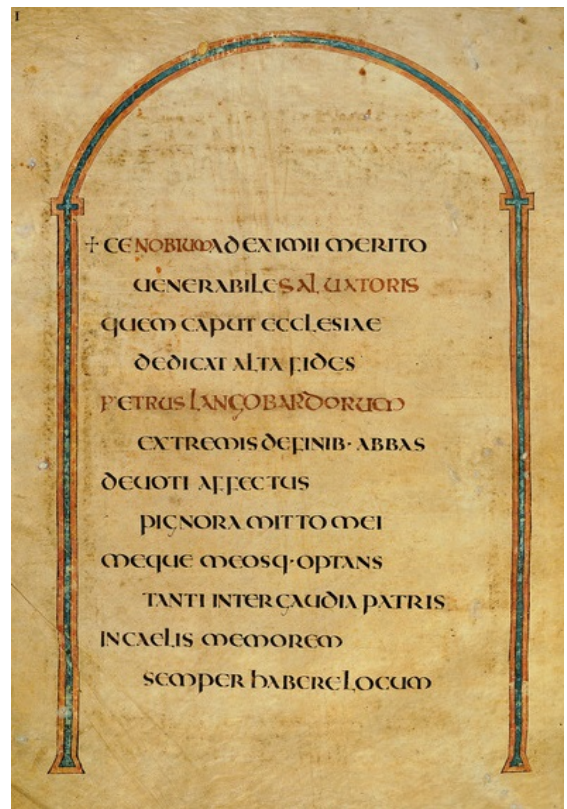 I
+ CENOBIUM AD EXIMII MERITO
UENERABILE SALUATORIS
QUEM CAPUT ECCLESIAE
DEDICAT ALTA FIDES
PETRUS LANGOBARDORUM
EXTREMIS DE FINIB· ABBAS
DEUOTI AFFECTUS
PIGNORA MITTO MEI
MEQUE MEOSQ· OPTANS
TANTI INTER GAUDIA PATRIS
IN CAELIS MEMOREM
SEMPER HABERE LOCUM